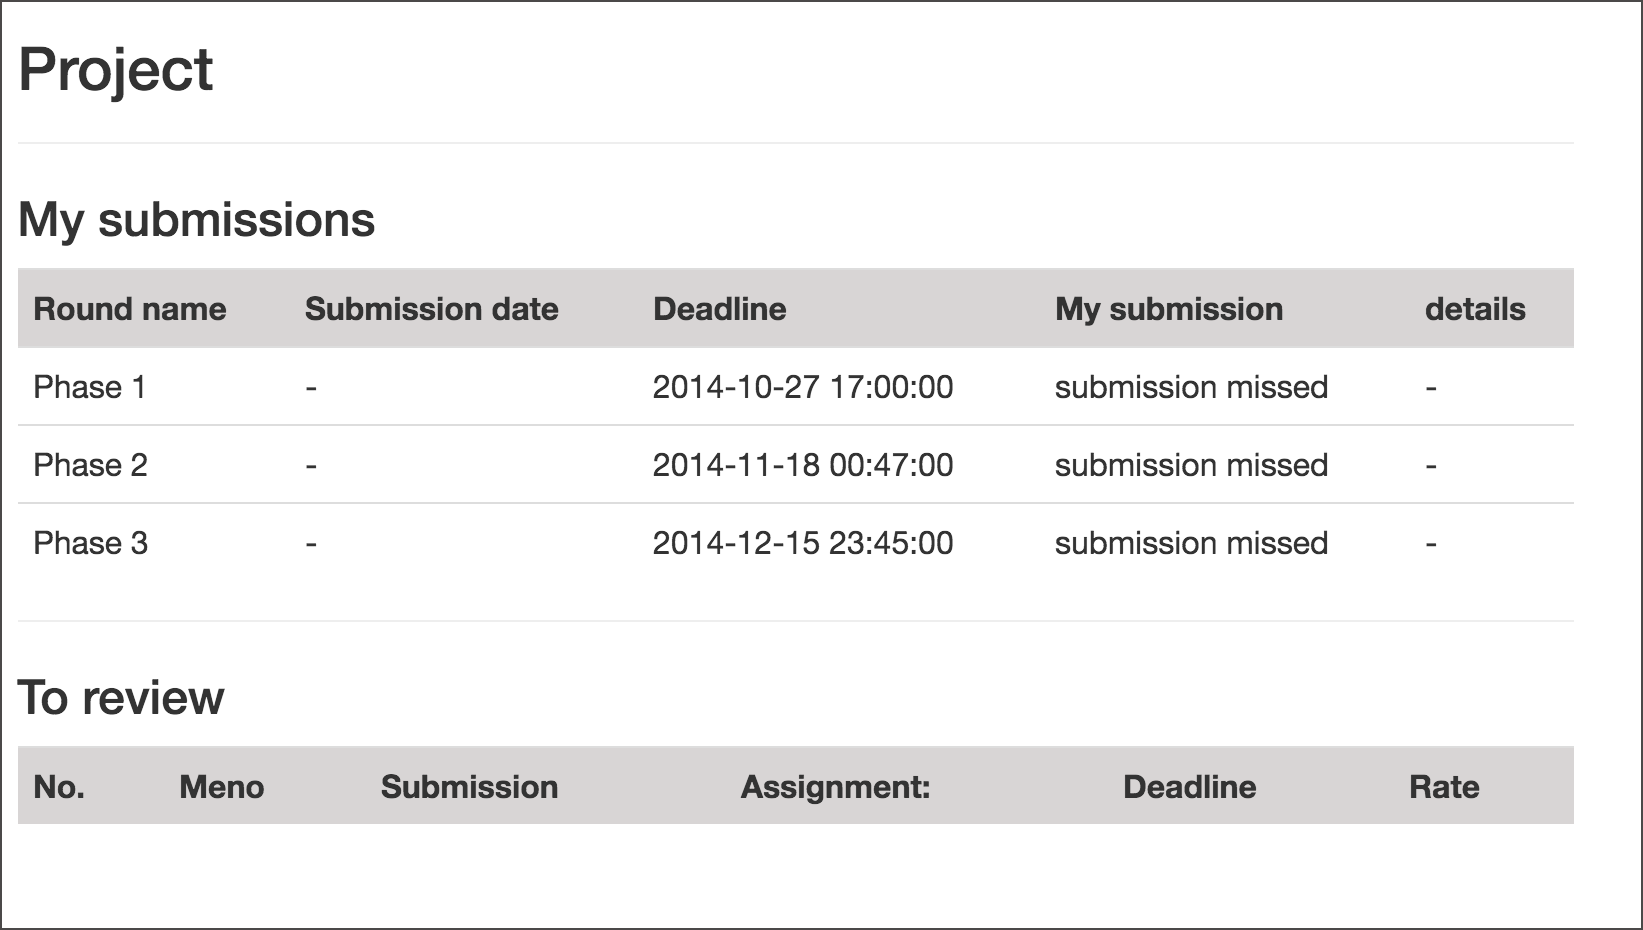 Project
My submissions
Round name Submission date Deadline My submission details
Phase 1 - 2014-10-27 17:00:00 submission missed -
Phase 2 - 2014-11-18 00:47:00 submission missed -
Phase 3 - 2014-12-15 23:45:00 submission missed -
To review
No. Meno Submission Assignment: Deadline Rate